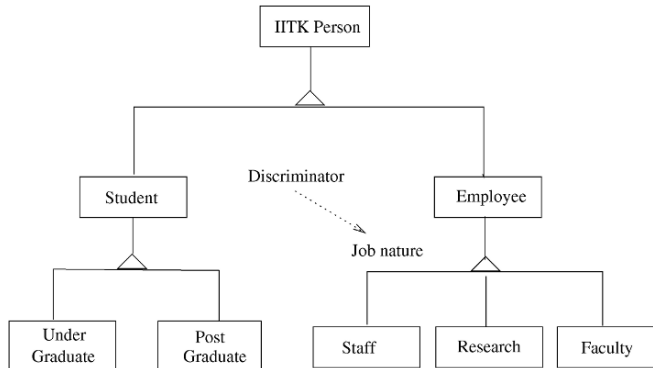 IITK Person
Student
Discriminator
Employee
Job nature
Under
Graduate
Post
Graduate
Staff
Research
Faculty